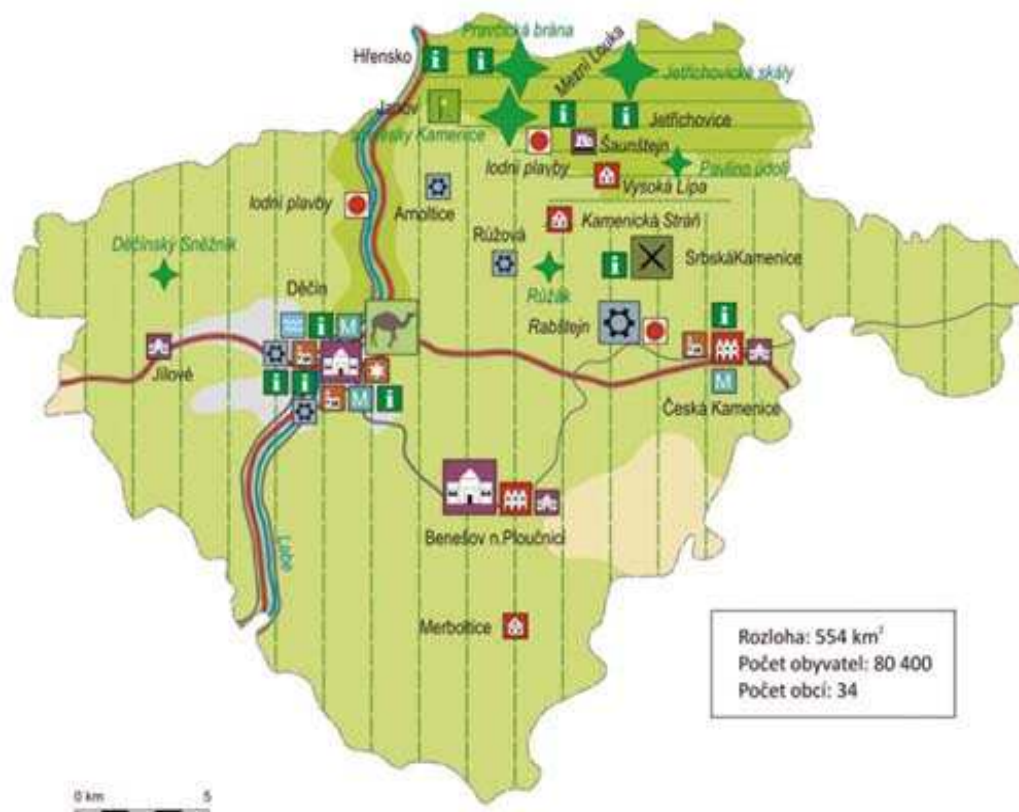 Pravčická brána
Hřensko
Mezní Louka
Jetřichovické skály
Janov
Kamenice
Jetřichovice
Šaunštejn
lodní plavby
Pavlino údolí
Vysoká Lípa
lodní plavby
Arnoltice
Kamenická Stráň
Růžová
Děčínský Sněžník
SrbskáKamenice
Růžák
Děčín
Rabštejn
Jílové
M
M
M
Česká Kamenice
Benešov n.Ploučnicí
Labe
Merboltice
Rozloha: 554 km²
Počet obyvatel: 80 400
Počet obcí: 34
0 km 5